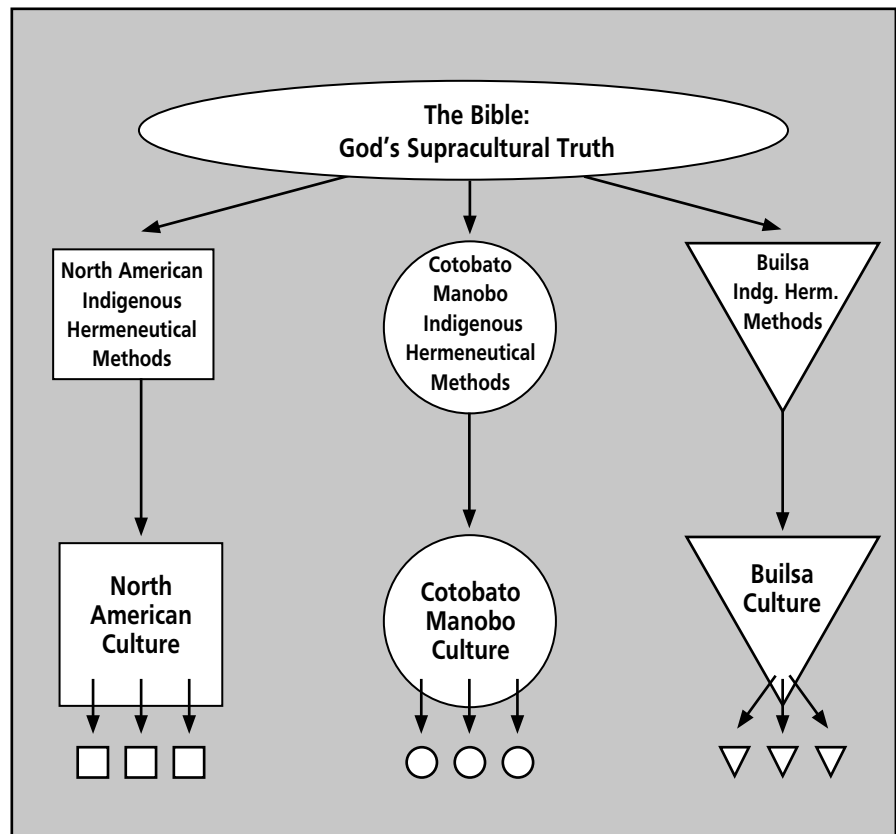 The Bible:
God's Supracultural Truth
North American
Indigenous
Hermeneutical
Methods
Cotobato
Manobo
Indigenous
Hermeneutical
Methods
Builsa
Indg. Herm.
Methods
North
American
Culture
Cotobato
Manobo
Culture
Builsa
Culture